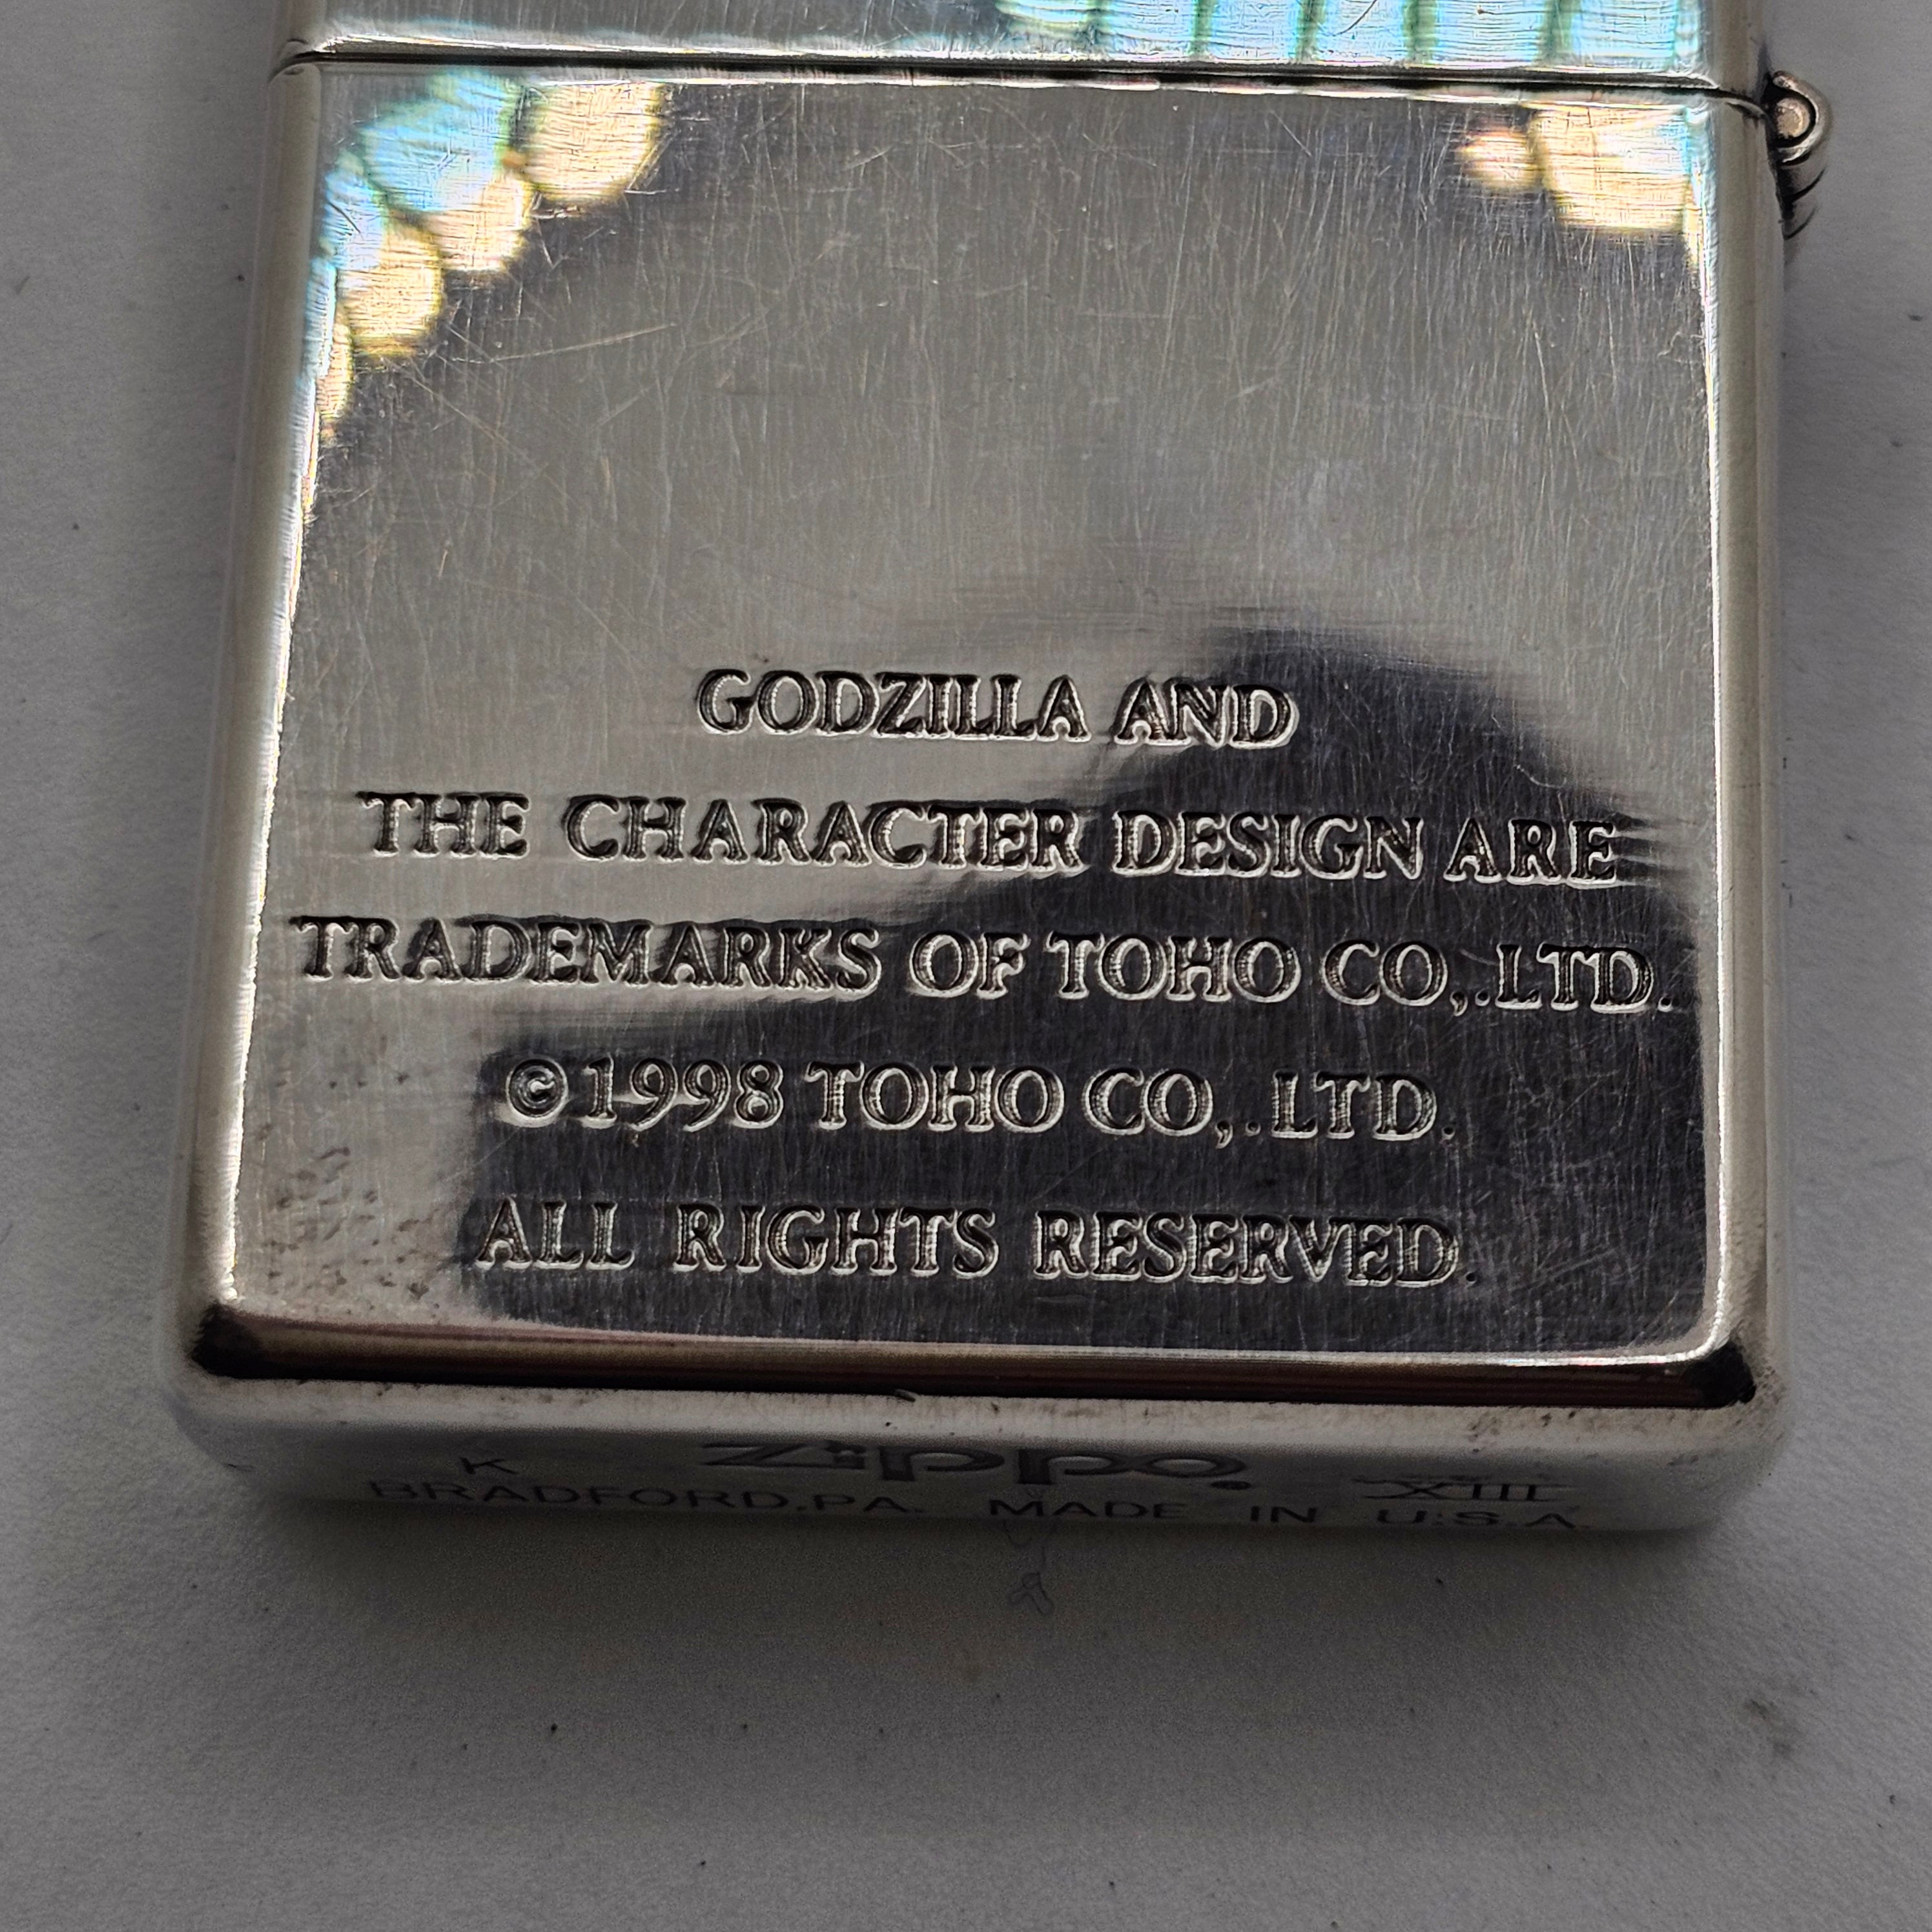 GODZILLA AND
THE CHARACTER DESIGN ARE
TRADEMARKS OF TOHO CO,.LTD.
©1998 TOHO CO,.LTD.
ALL RIGHTS RESERVED.
K Zippo XIII
BRADFORD,PA. MADE IN U.S.A.